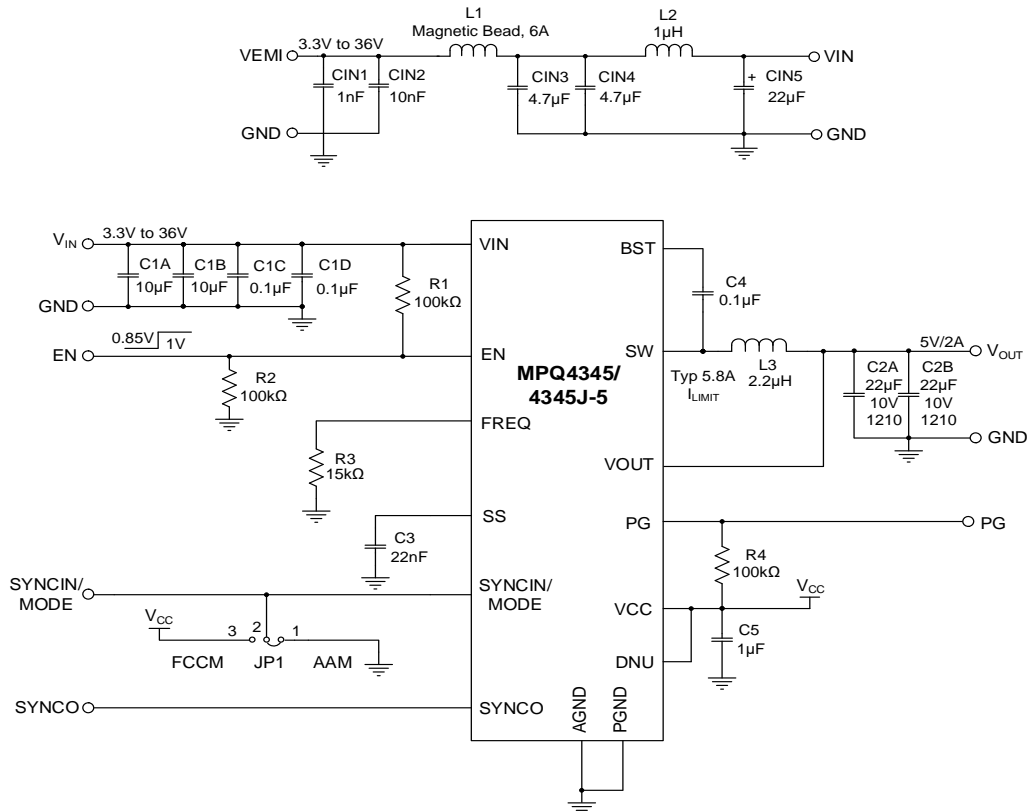 L1
Magnetic Bead, 6A
L2
1µH
VEMI
3.3V to 36V
VIN
CIN1
1nF
CIN2
10nF
CIN3
4.7µF
CIN4
4.7µF
+
CIN5
22µF
GND
GND
VIN
3.3V to 36V
C1A
10µF
C1B
10µF
C1C
0.1µF
C1D
0.1µF
R1
100kΩ
GND
EN
0.85V
1V
R2
100kΩ
R3
15kΩ
C3
22nF
SYNCIN/
MODE
VCC
3
2
1
FCCM
JP1
AAM
SYNCO
VIN
EN
FREQ
SS
SYNCIN/
MODE
SYNCO
MPQ4345/
4345J-5
AGND
PGND
BST
SW
VOUT
PG
VCC
DNU
C4
0.1µF
Typ 5.8A
ILIMIT
L3
2.2µH
5V/2A
VOUT
C2A
22µF
10V
1210
C2B
22µF
10V
1210
GND
PG
R4
100kΩ
VCC
C5
1µF